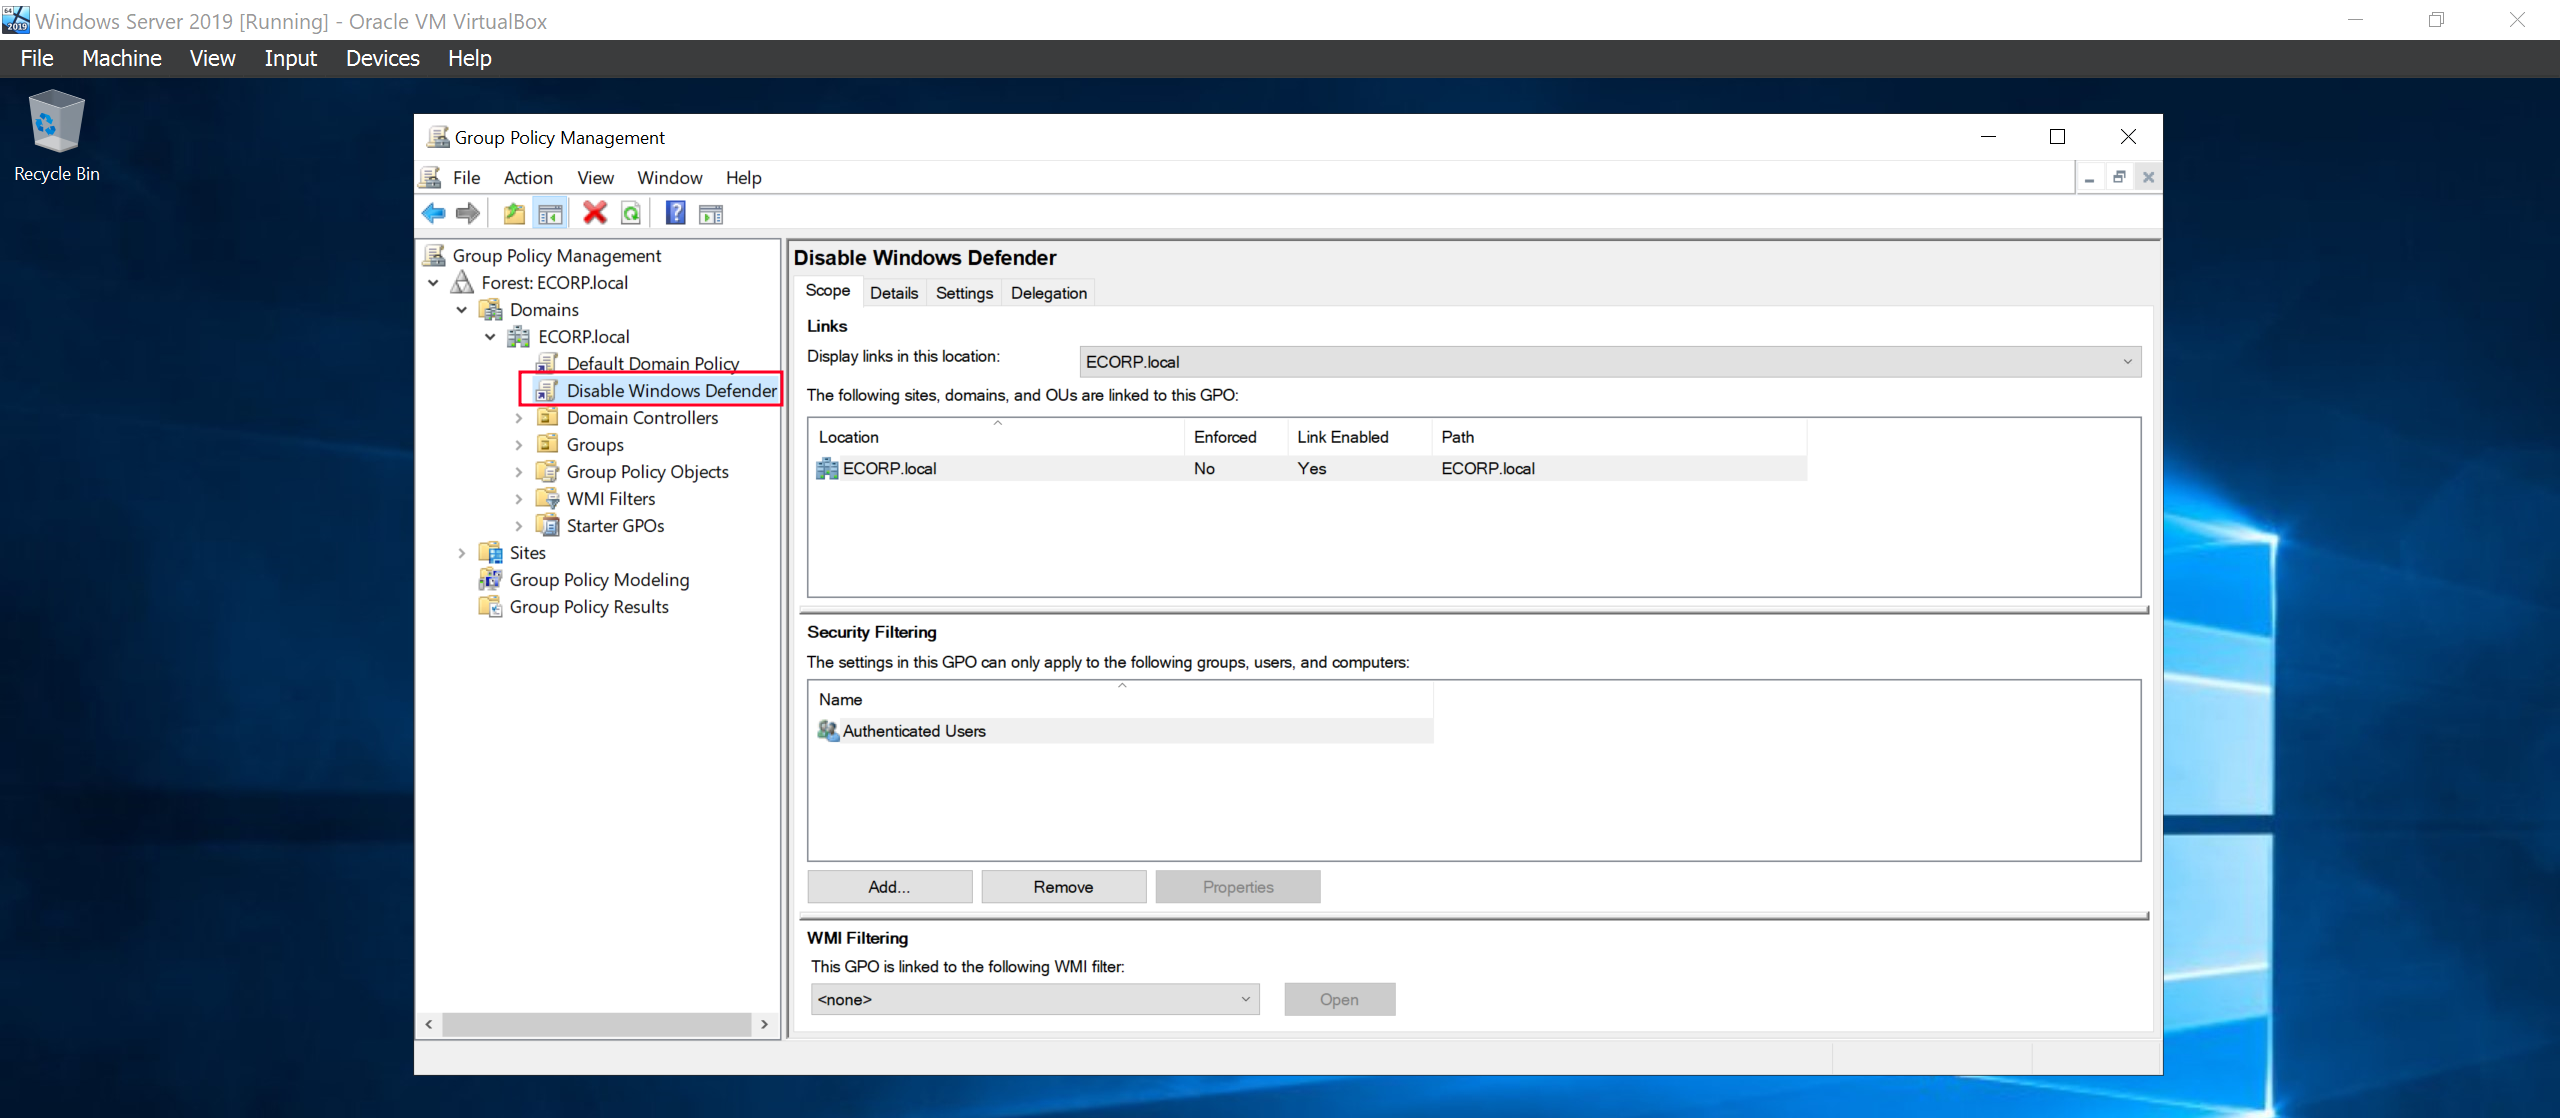 Windows Server 2019 [Running] - Oracle VM VirtualBox
File Machine View Input Devices Help
Recycle Bin
Group Policy Management
File Action View Window Help
Group Policy Management
Forest: ECORP.local
Domains
ECORP.local
Default Domain Policy
Disable Windows Defender
Domain Controllers
Groups
Group Policy Objects
WMI Filters
Starter GPOs
Sites
Group Policy Modeling
Group Policy Results
Disable Windows Defender
Scope Details Settings Delegation
Links
Display links in this location: ECORP.local
The following sites, domains, and OUs are linked to this GPO:
Location Enforced Link Enabled Path
ECORP.local No Yes ECORP.local
Security Filtering
The settings in this GPO can only apply to the following groups, users, and computers:
Name
Authenticated Users
Add... Remove Properties
WMI Filtering
This GPO is linked to the following WMI filter:
<none> Open